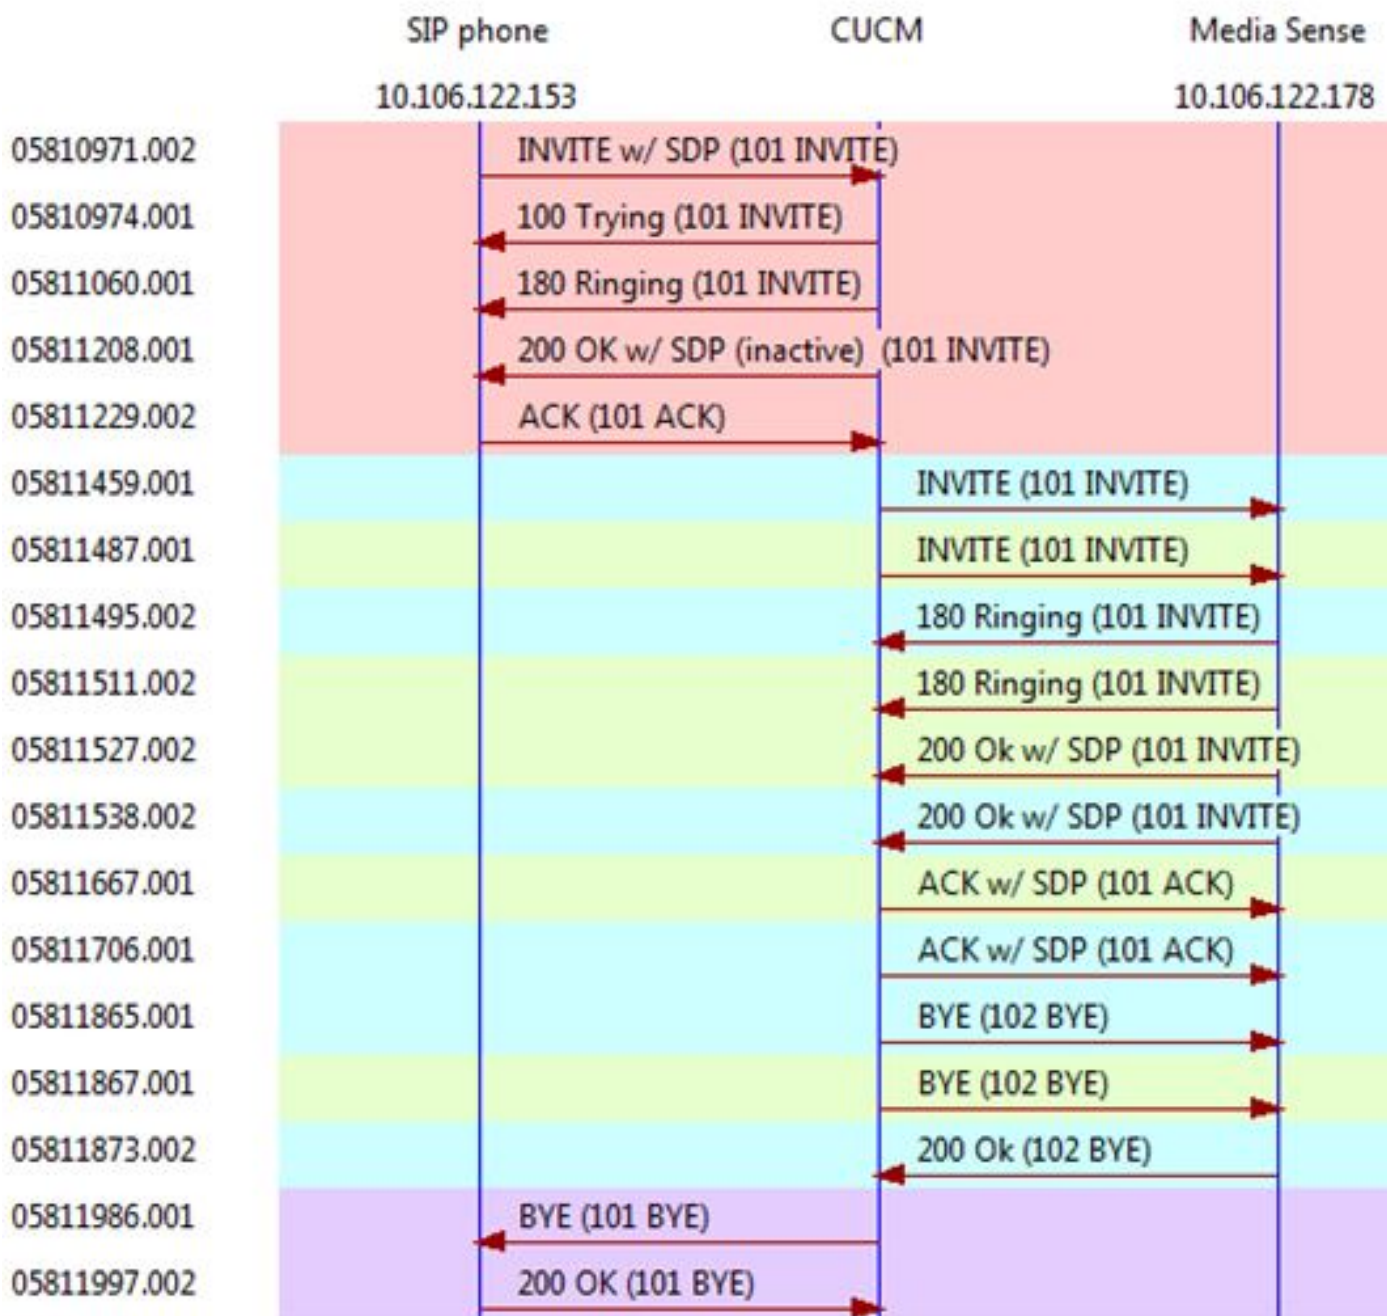 SIP phone CUCM Media Sense
10.106.122.153 10.106.122.178
05810971.002 INVITE w/ SDP (101 INVITE)
05810974.001 100 Trying (101 INVITE)
05811060.001 180 Ringing (101 INVITE)
05811208.001 200 OK w/ SDP (inactive) (101 INVITE)
05811229.002 ACK (101 ACK)
05811459.001 INVITE (101 INVITE)
05811487.001 INVITE (101 INVITE)
05811495.002 180 Ringing (101 INVITE)
05811511.002 180 Ringing (101 INVITE)
05811527.002 200 Ok w/ SDP (101 INVITE)
05811538.002 200 Ok w/ SDP (101 INVITE)
05811667.001 ACK w/ SDP (101 ACK)
05811706.001 ACK w/ SDP (101 ACK)
05811865.001 BYE (102 BYE)
05811867.001 BYE (102 BYE)
05811873.002 200 Ok (102 BYE)
05811986.001 BYE (101 BYE)
05811997.002 200 OK (101 BYE)